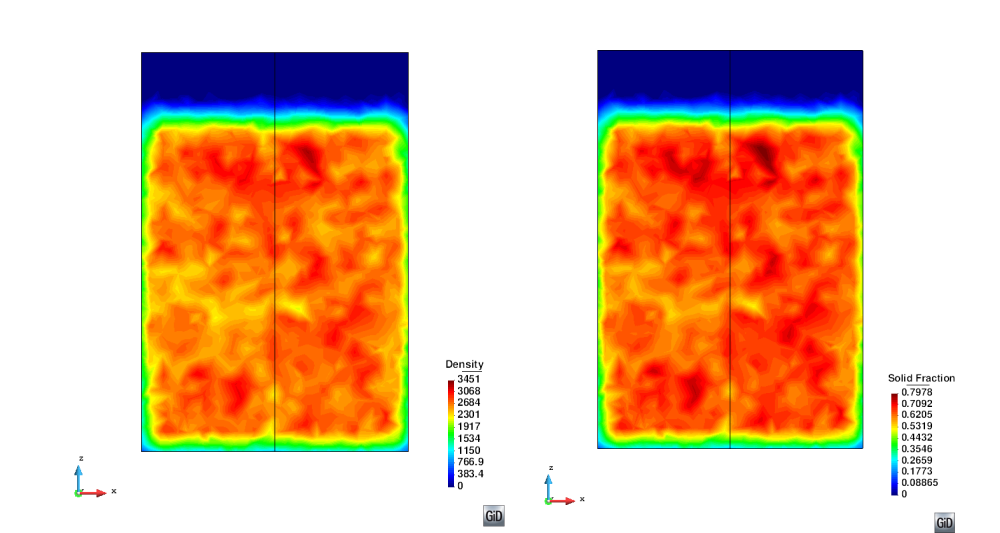 Density
3451
3068
2684
2301
1917
1534
1150
766.9
383.4
0
z
x
GiD
Solid Fraction
0.7978
0.7092
0.6205
0.5319
0.4432
0.3546
0.2659
0.1773
0.08865
0
z
x
GiD